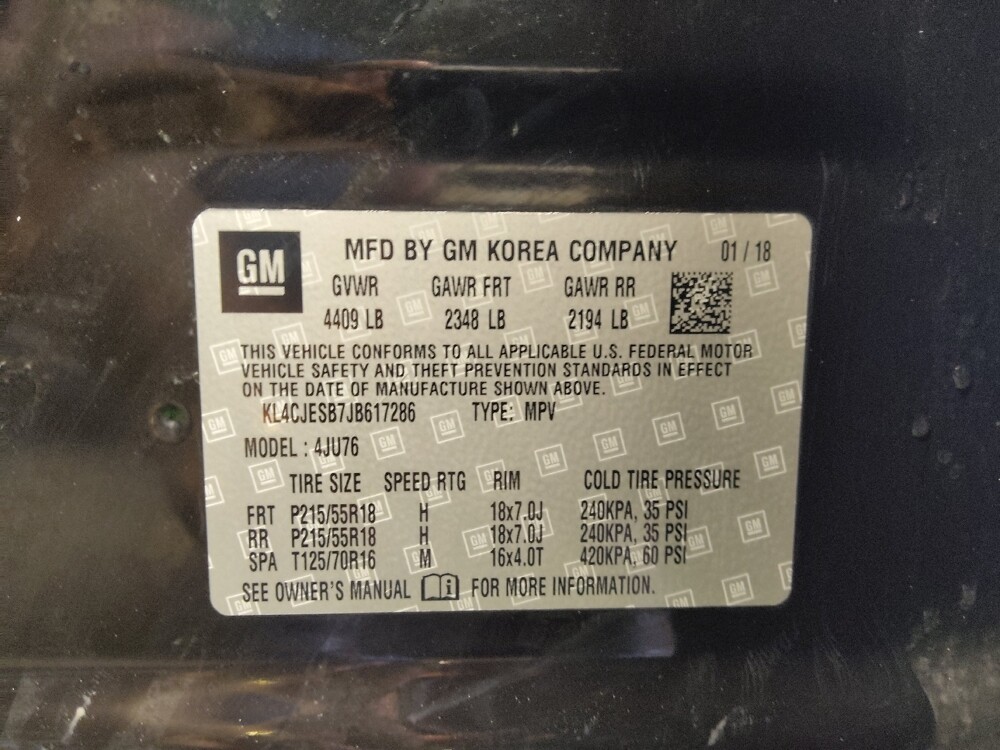 GM MFD BY GM KOREA COMPANY 01 / 18
GVWR GAWR FRT GAWR RR
4409 LB 2348 LB 2194 LB
THIS VEHICLE CONFORMS TO ALL APPLICABLE U.S. FEDERAL MOTOR
VEHICLE SAFETY AND THEFT PREVENTION STANDARDS IN EFFECT
ON THE DATE OF MANUFACTURE SHOWN ABOVE.
KL4CJESB7JB617286 TYPE: MPV
MODEL : 4JU76
TIRE SIZE SPEED RTG RIM COLD TIRE PRESSURE
FRT P215/55R18 H 18x7.0J 240KPA, 35 PSI
RR P215/55R18 H 18x7.0J 240KPA, 35 PSI
SPA T125/70R16 M 16x4.0T 420KPA, 60 PSI
SEE OWNER'S MANUAL FOR MORE INFORMATION.